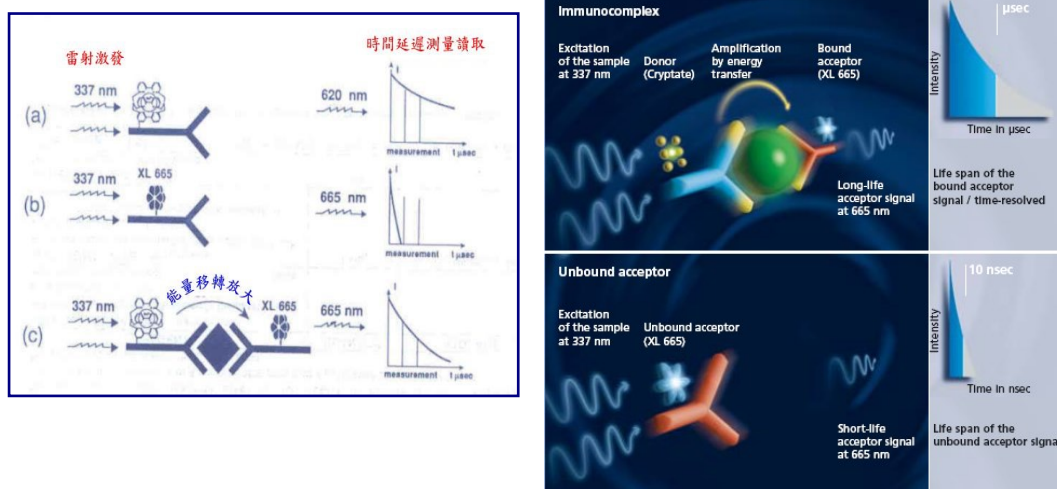 雷射激發
時間延遲測量讀取
(a)
337 nm
620 nm
I
measurement 1 µsec
(b)
337 nm
XL 665
665 nm
I
measurement 1 µsec
(c)
337 nm
能量移轉放大
XL 665
665 nm
I
measurement 1 µsec
Immunocomplex
Excitation
of the sample
at 337 nm
Donor
(Cryptate)
Amplification
by energy
transfer
Bound
acceptor
(XL 665)
Long-life
acceptor signal
at 665 nm
µsec
Intensity
Time in µsec
Life span of the
bound acceptor
signal / time-resolved
Unbound acceptor
Excitation
of the sample
at 337 nm
Unbound acceptor
(XL 665)
Short-life
acceptor signal
at 665 nm
10 nsec
Intensity
Time in nsec
Life span of the
unbound acceptor signal